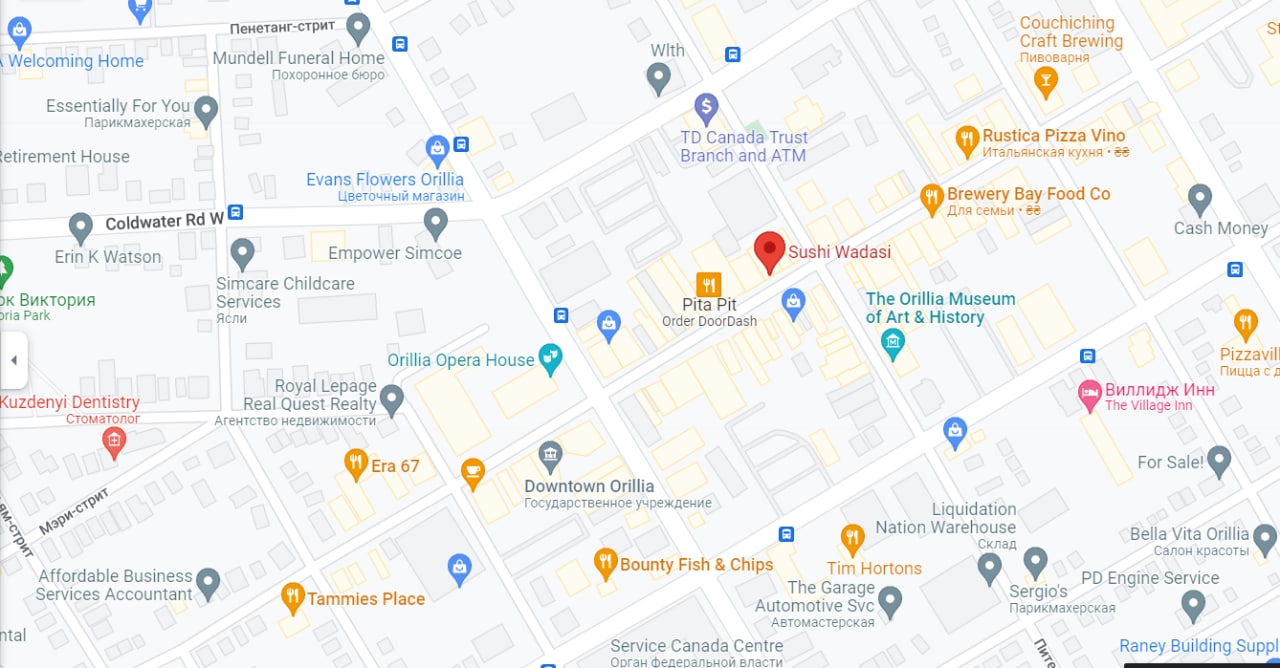 Пенетанг-стрит
A Welcoming Home
Mundell Funeral Home
Похоронное бюро
Wlth
Couchiching
Craft Brewing
Пивоварня
Essentially For You
Парикмахерская
TD Canada Trust
Branch and ATM
Rustica Pizza Vino
Итальянская кухня • ₴₴
Retirement House
Evans Flowers Orillia
Цветочный магазин
Brewery Bay Food Co
Для семьи • ₴₴
Coldwater Rd W
Cash Money
Erin K Watson
Empower Simcoe
Sushi Wadasi
Simcare Childcare
Services
Ясли
ок Виктория
oria Park
Pita Pit
Order DoorDash
The Orillia Museum
of Art & History
Orillia Opera House
Pizzavill
Пицца с д
Royal Lepage
Real Quest Realty
Агентство недвижимости
Kuzdenyi Dentistry
Стоматолог
Виллидж Инн
The Village Inn
Era 67
For Sale!
Downtown Orillia
Государственное учреждение
Мэри-стрит
ям-стрит
Liquidation
Nation Warehouse
Склад
Bella Vita Orillia
Салон красоты
Bounty Fish & Chips
Tim Hortons
Affordable Business
Services Accountant
Tammies Place
The Garage
Automotive Svc
Автомастерская
Sergio's
Парикмахерская
PD Engine Service
ntal
Service Canada Centre
Орган федеральной власти
Пите
Raney Building Suppl